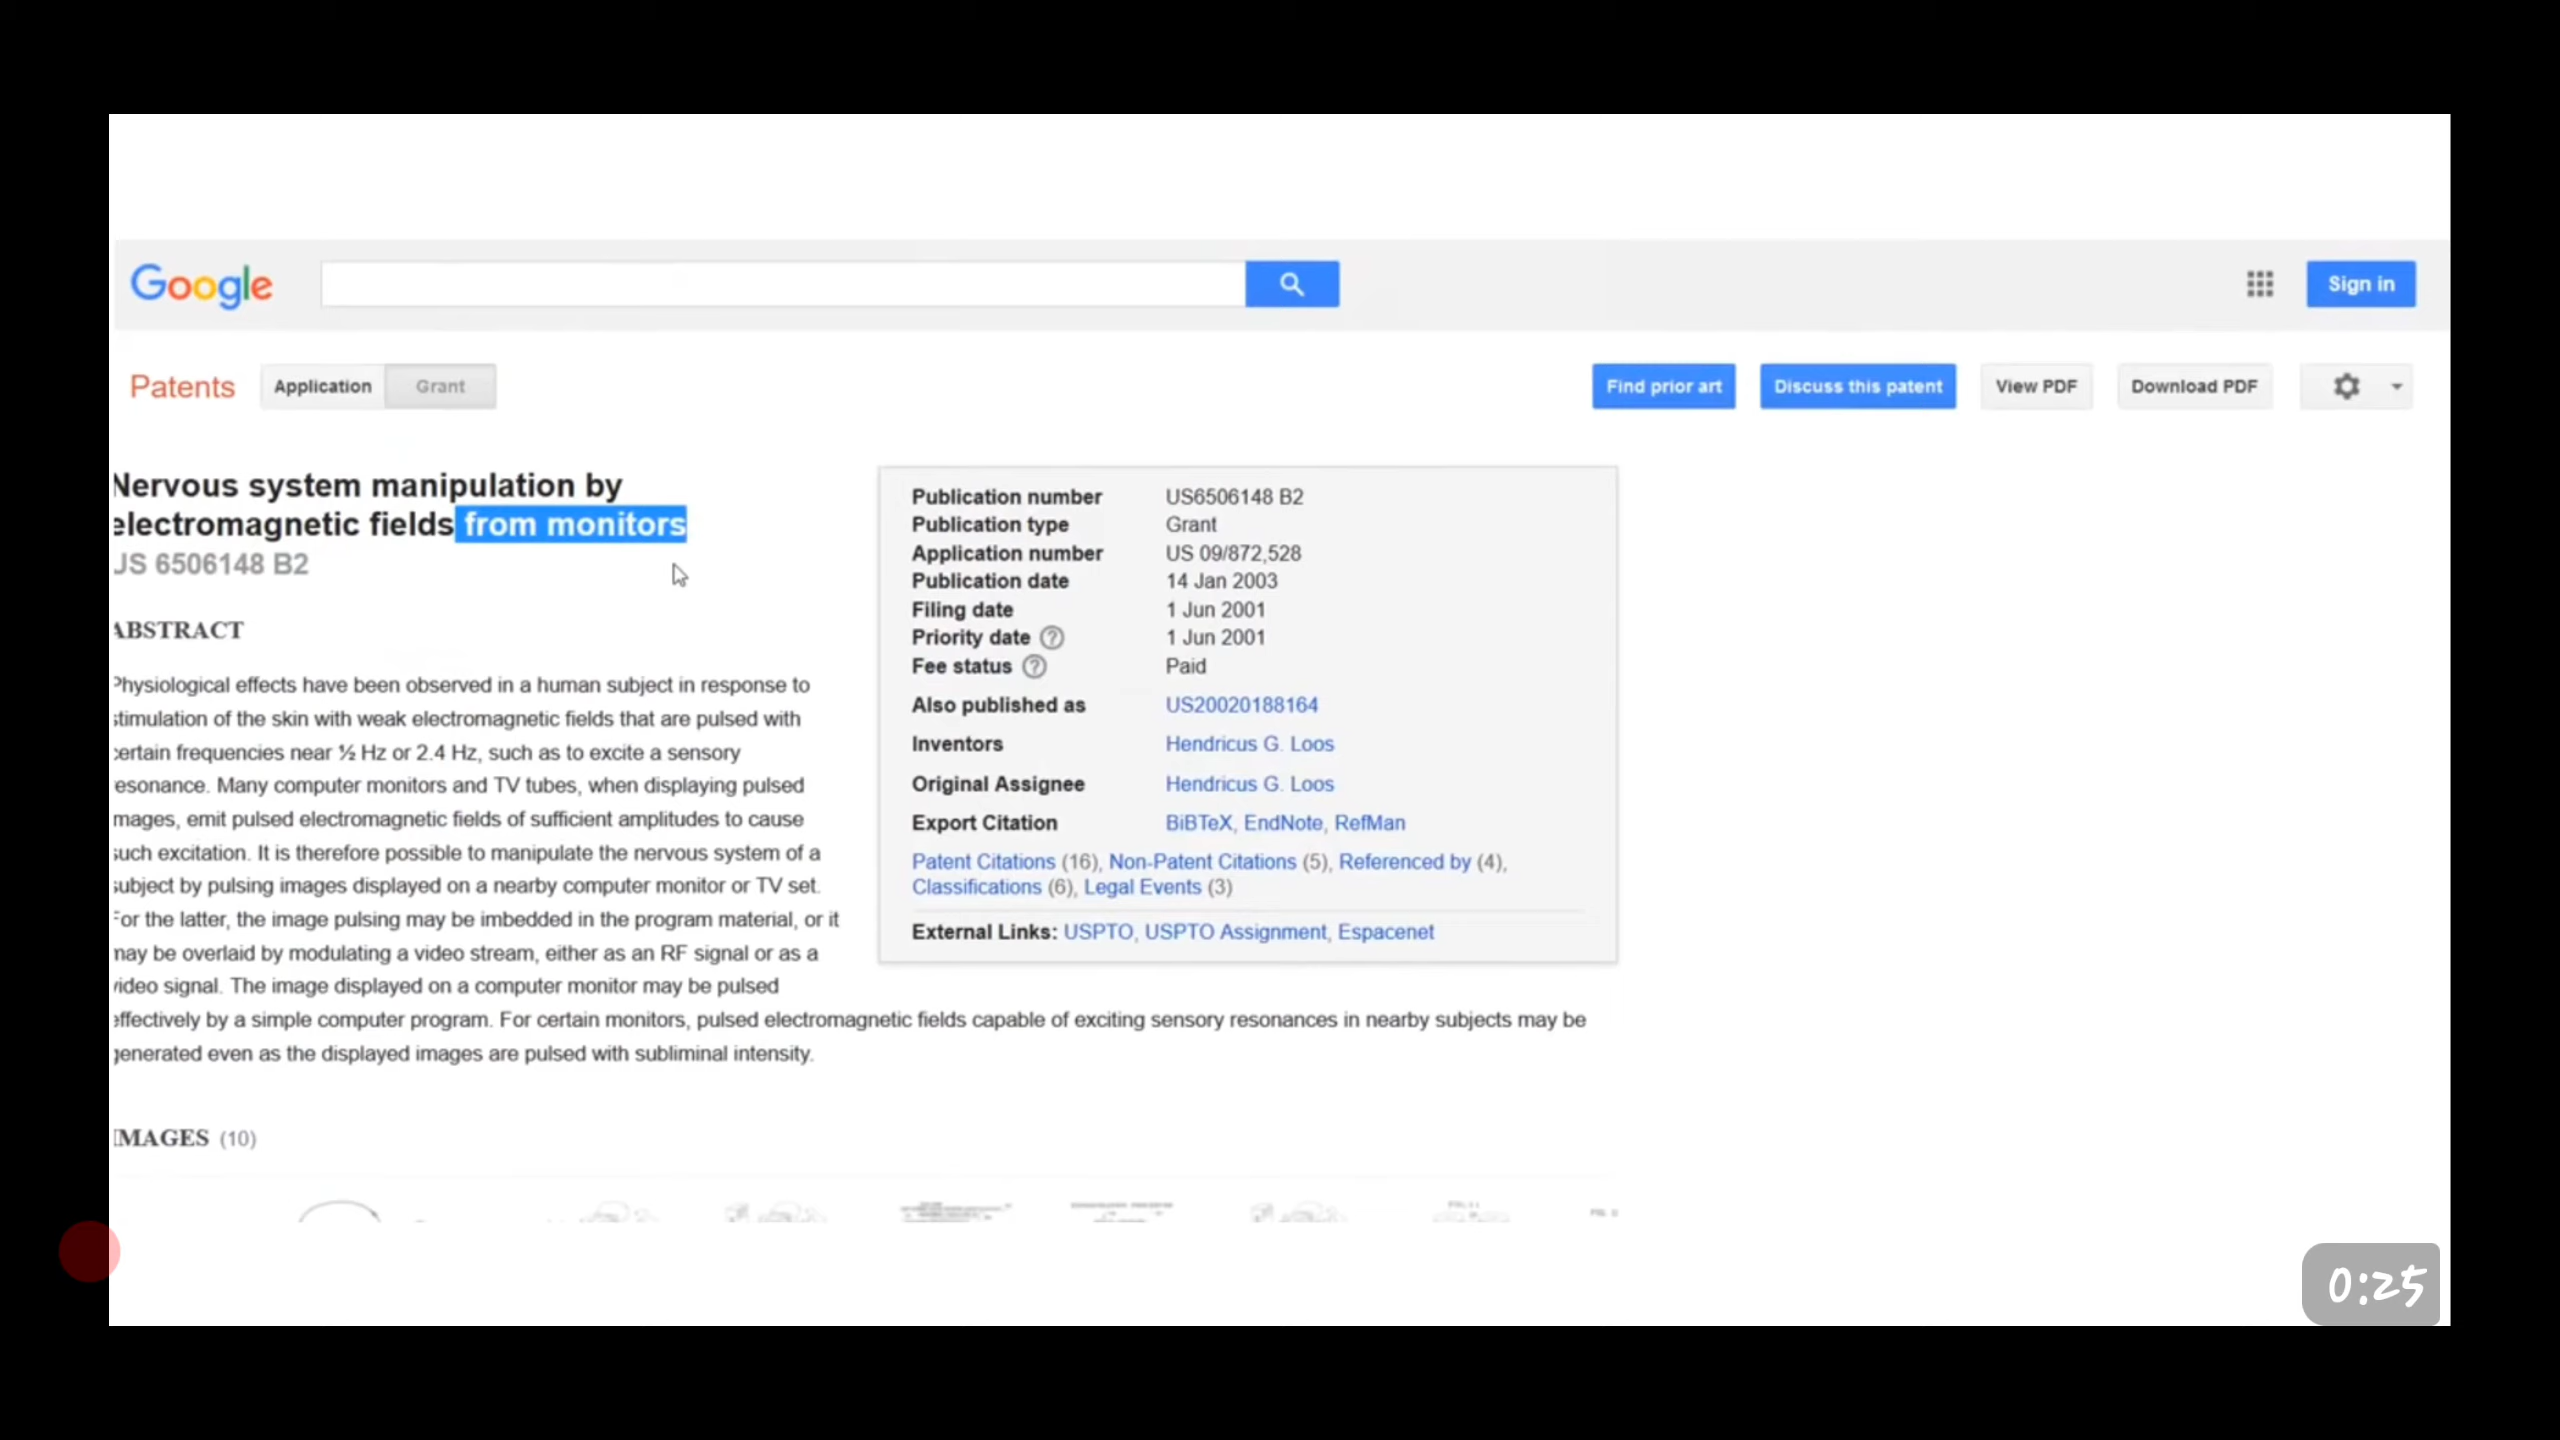 Google
Sign in
Patents Application Grant Find prior art Discuss this patent View PDF Download PDF
Nervous system manipulation by
electromagnetic fields from monitors
US 6506148 B2
ABSTRACT
Physiological effects have been observed in a human subject in response to
stimulation of the skin with weak electromagnetic fields that are pulsed with
certain frequencies near ½ Hz or 2.4 Hz, such as to excite a sensory
resonance. Many computer monitors and TV tubes, when displaying pulsed
images, emit pulsed electromagnetic fields of sufficient amplitudes to cause
such excitation. It is therefore possible to manipulate the nervous system of a
subject by pulsing images displayed on a nearby computer monitor or TV set.
For the latter, the image pulsing may be imbedded in the program material, or it
may be overlaid by modulating a video stream, either as an RF signal or as a
video signal. The image displayed on a computer monitor may be pulsed
effectively by a simple computer program. For certain monitors, pulsed electromagnetic fields capable of exciting sensory resonances in nearby subjects may be
generated even as the displayed images are pulsed with subliminal intensity.
Publication number US6506148 B2
Publication type Grant
Application number US 09/872,528
Publication date 14 Jan 2003
Filing date 1 Jun 2001
Priority date ? 1 Jun 2001
Fee status ? Paid
Also published as US20020188164
Inventors Hendricus G. Loos
Original Assignee Hendricus G. Loos
Export Citation BiBTeX, EndNote, RefMan
Patent Citations (16), Non-Patent Citations (5), Referenced by (4),
Classifications (6), Legal Events (3)
External Links: USPTO, USPTO Assignment, Espacenet
IMAGES (10)
0:25